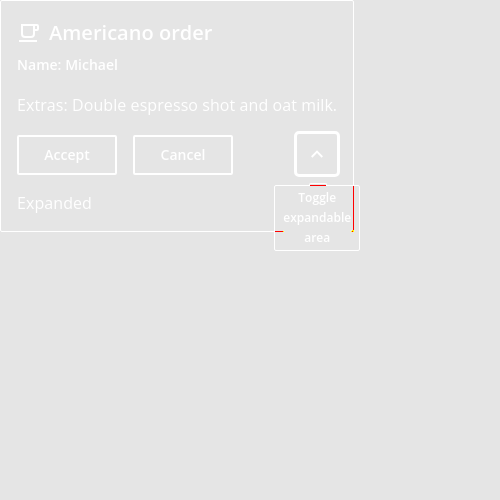 Americano order
Name: Michael
Extras: Double espresso shot and oat milk.
Accept
Cancel
Expanded
Toggle
expandable
area